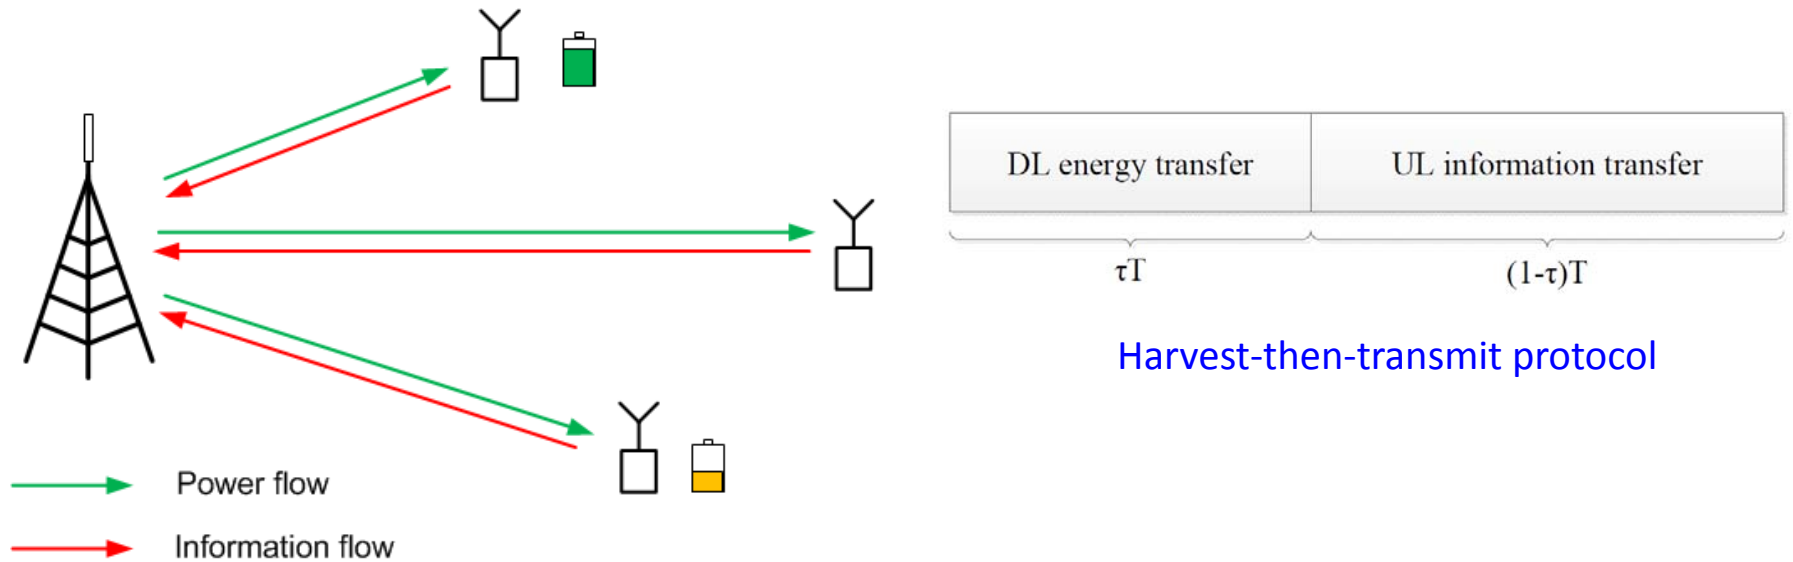 DL energy transfer
UL information transfer
τT
(1-τ)T
Harvest-then-transmit protocol
Power flow
Information flow